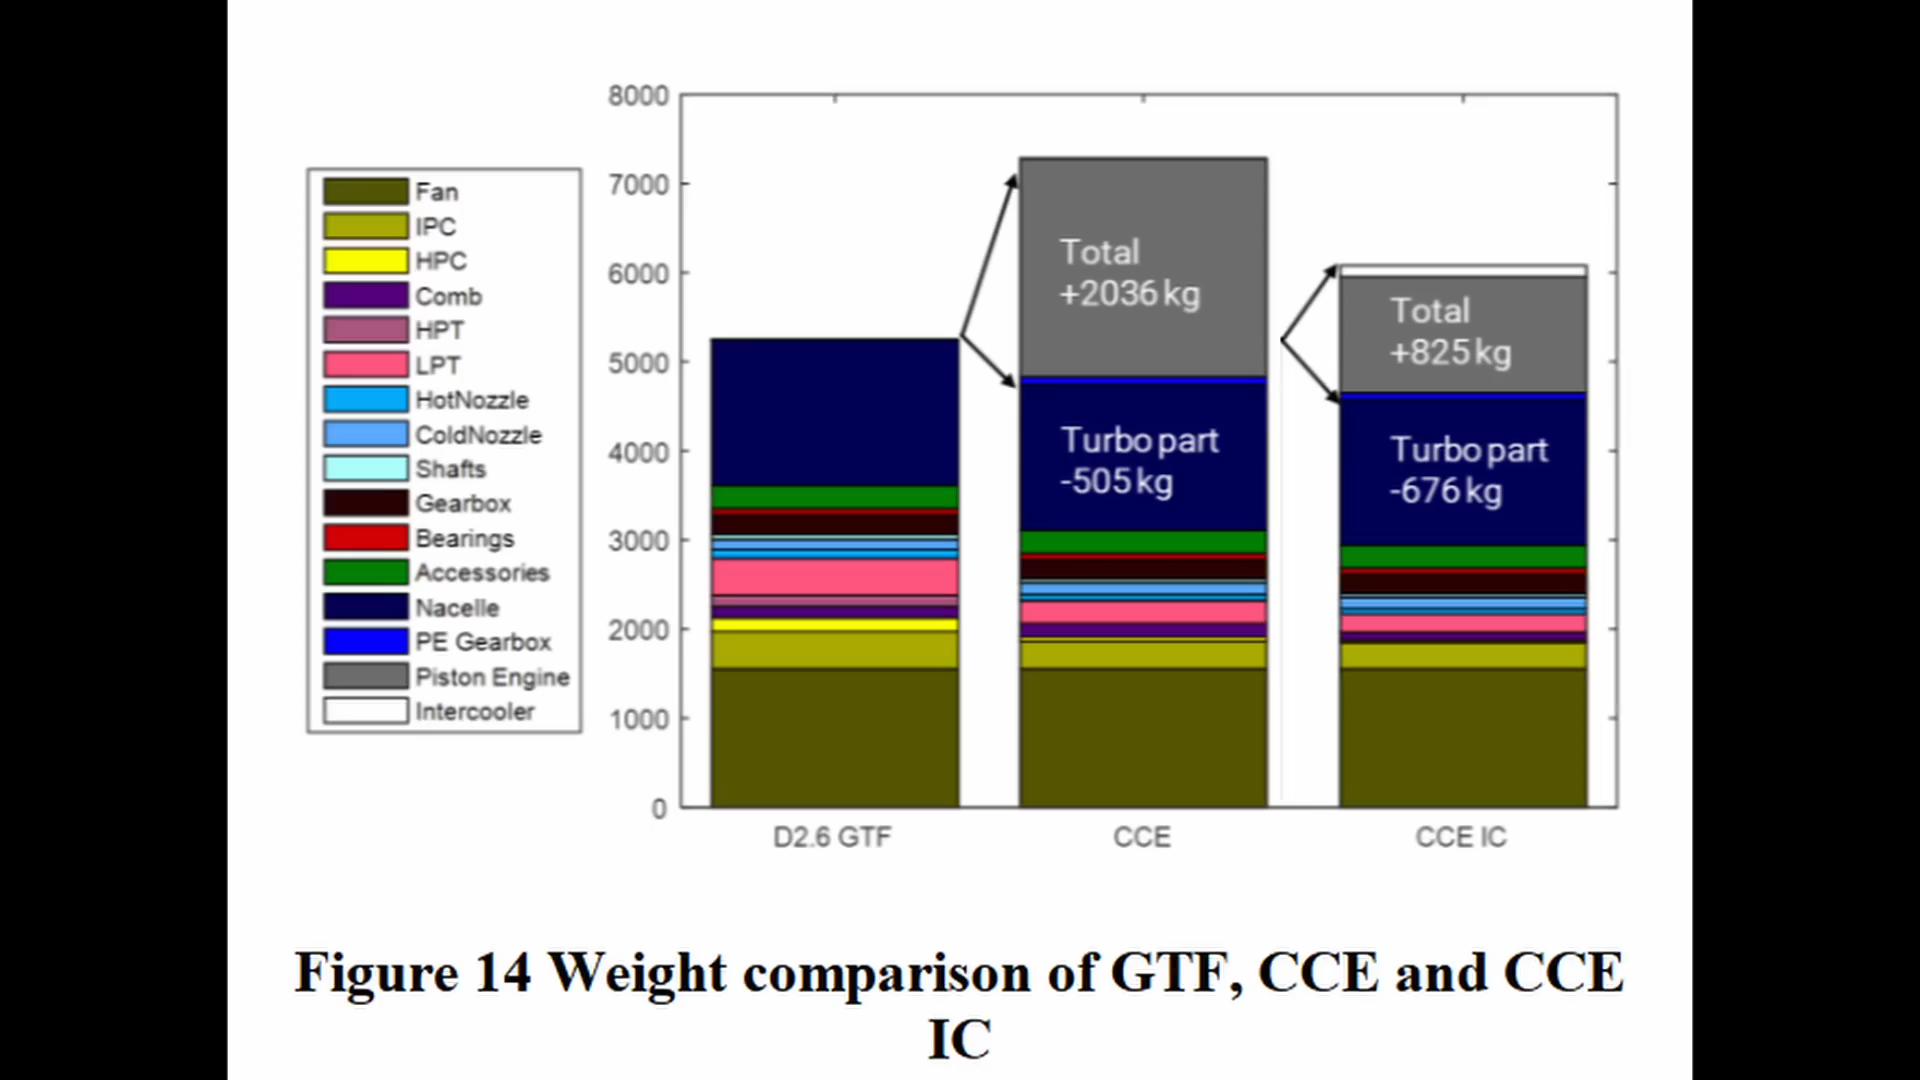 Fan
IPC
HPC
Comb
HPT
LPT
HotNozzle
ColdNozzle
Shafts
Gearbox
Bearings
Accessories
Nacelle
PE Gearbox
Piston Engine
Intercooler
8000
7000
6000
5000
4000
3000
2000
1000
0
Total
+2036 kg
Turbo part
-505 kg
Total
+825 kg
Turbo part
-676 kg
D2.6 GTF
CCE
CCE IC
Figure 14 Weight comparison of GTF, CCE and CCE
IC